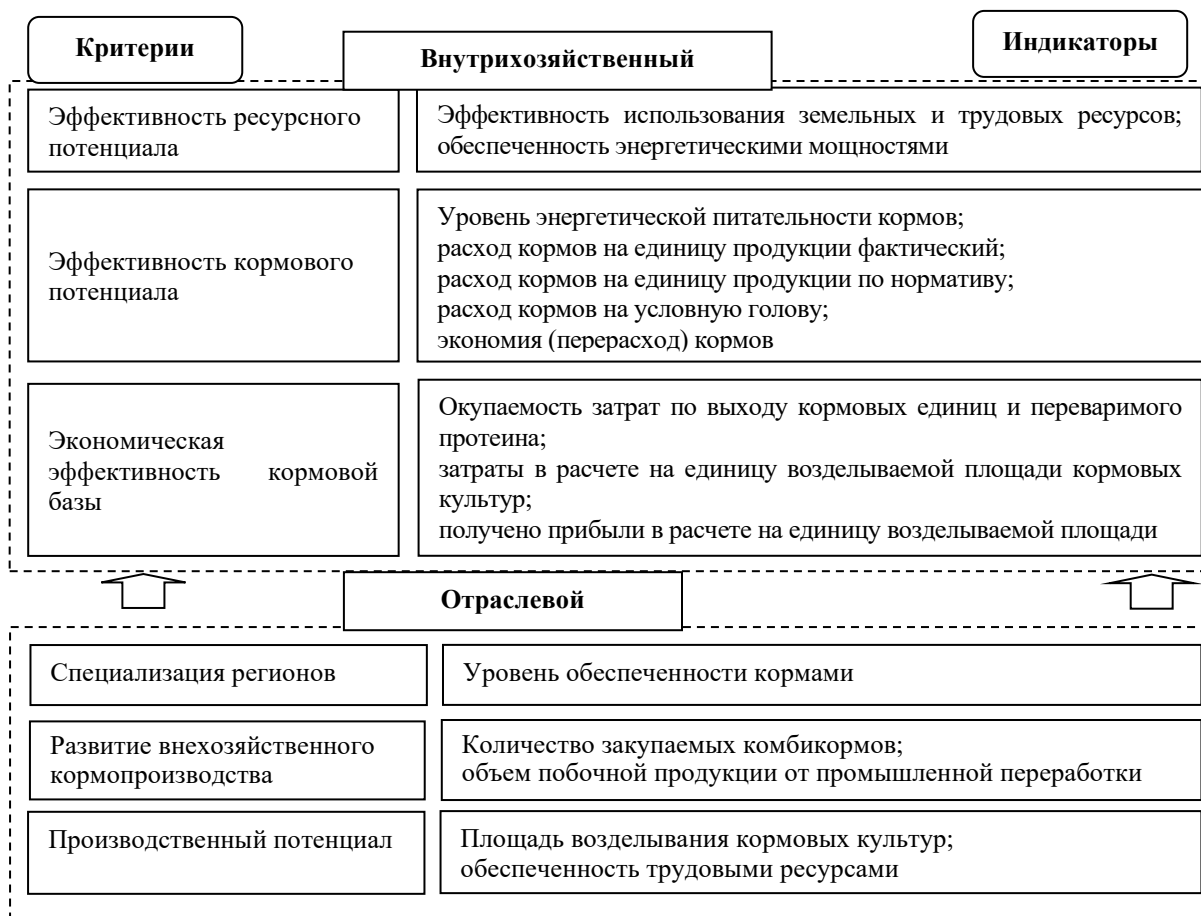 Критерии
Внутрихозяйственный
Индикаторы
Эффективность ресурсного
потенциала
Эффективность использования земельных и трудовых ресурсов;
обеспеченность энергетическими мощностями
Эффективность кормового
потенциала
Уровень энергетической питательности кормов;
расход кормов на единицу продукции фактический;
расход кормов на единицу продукции по нормативу;
расход кормов на условную голову;
экономия (перерасход) кормов
Экономическая
эффективность кормовой
базы
Окупаемость затрат по выходу кормовых единиц и переваримого
протеина;
затраты в расчете на единицу возделываемой площади кормовых
культур;
получено прибыли в расчете на единицу возделываемой площади
Отраслевой
Специализация регионов
Уровень обеспеченности кормами
Развитие внехозяйственного
кормопроизводства
Количество закупаемых комбикормов;
объем побочной продукции от промышленной переработки
Производственный потенциал
Площадь возделывания кормовых культур;
обеспеченность трудовыми ресурсами